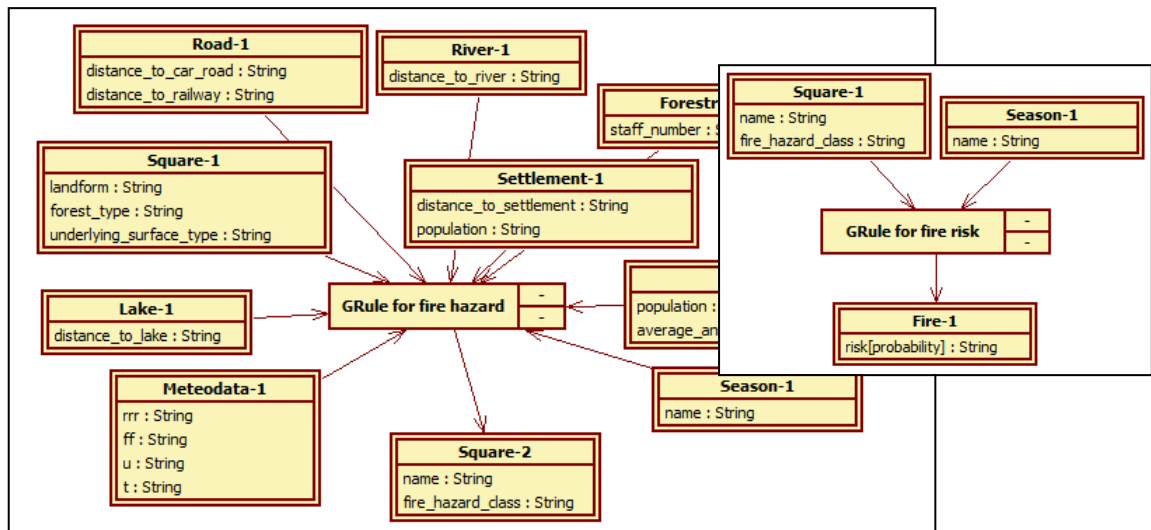 Road-1
distance_to_car_road : String
distance_to_railway : String
River-1
distance_to_river : String
staff_number :
Square-1
landform : String
forest_type : String
underlying_surface_type : String
Settlement-1
distance_to_settlement : String
population : String
Lake-1
distance_to_lake : String
GRule for fire hazard
-
-
population :
Meteodata-1
rrr : String
ff : String
u : String
t : String
Square-2
name : String
fire_hazard_class : String
Season-1
name : String
Square-1
name : String
fire_hazard_class : String
Season-1
name : String
GRule for fire risk
-
-
Fire-1
risk[probability] : String